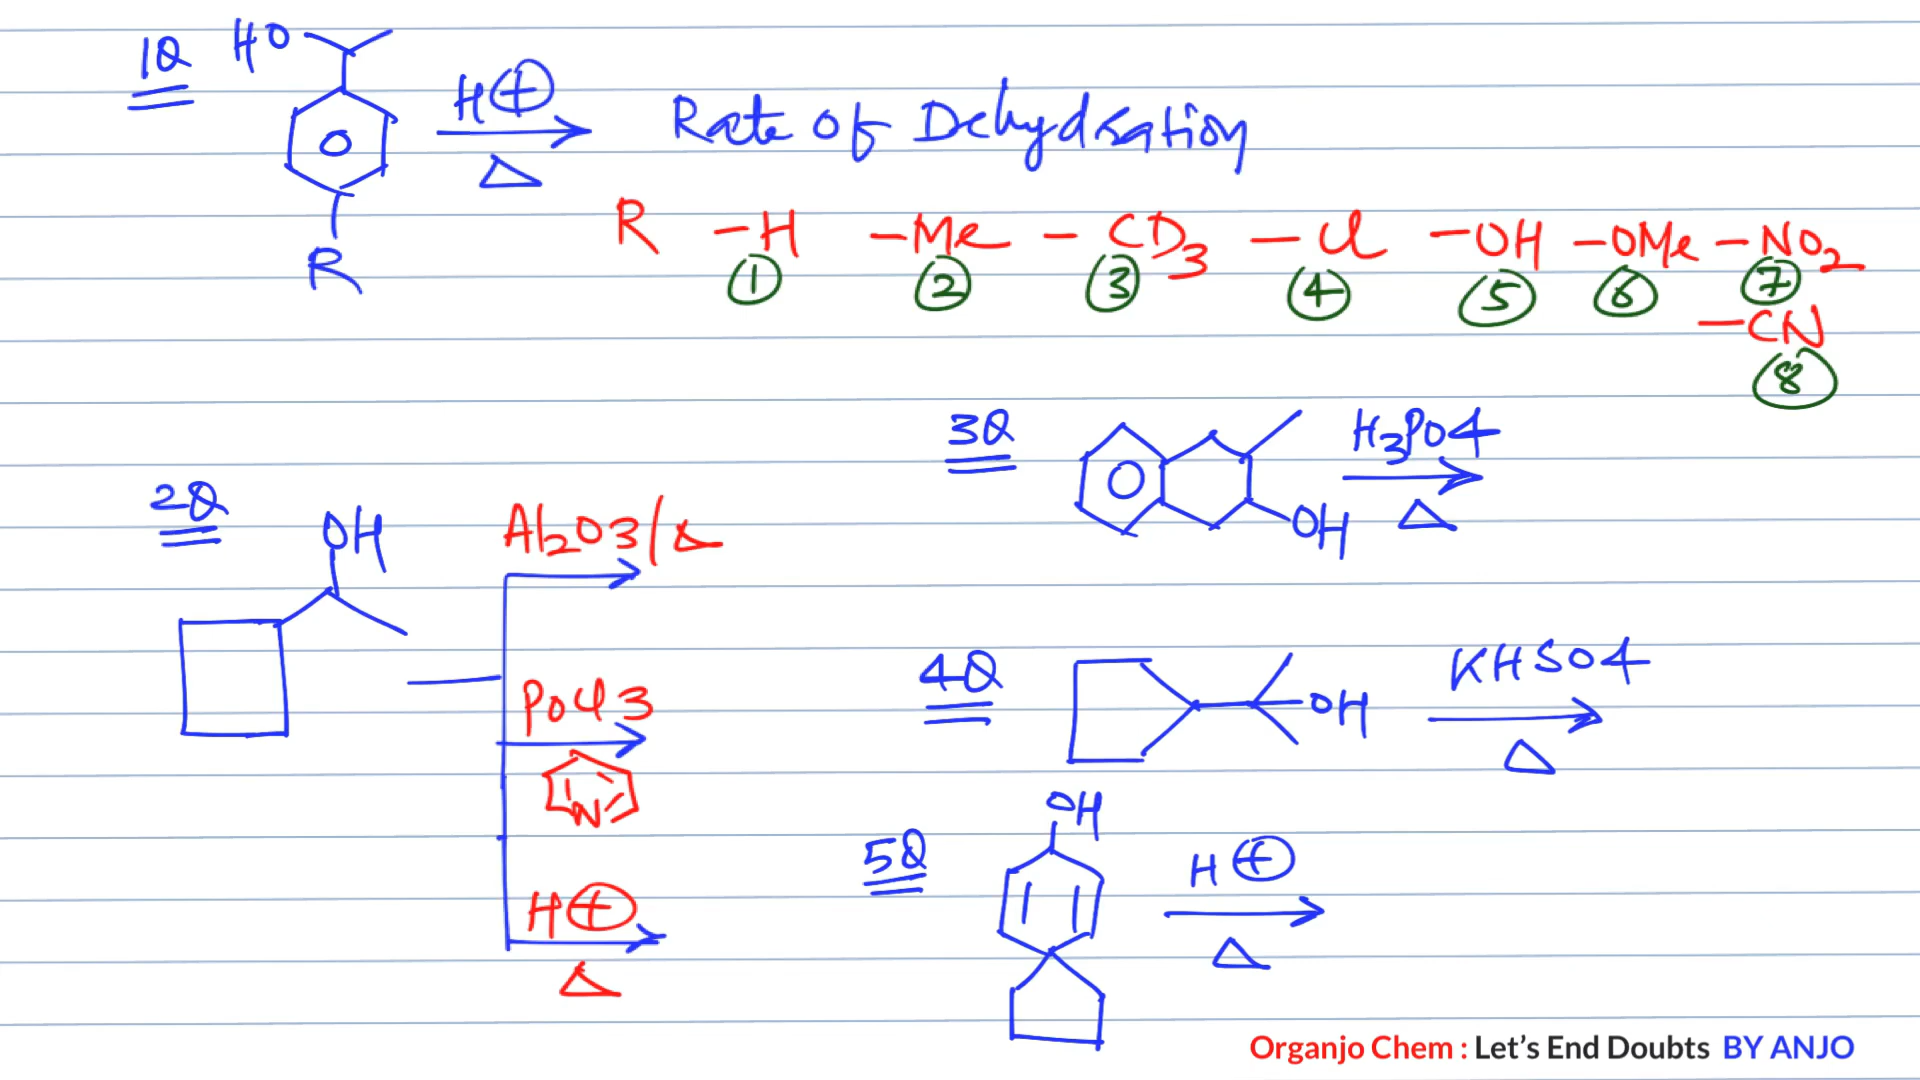 1Q HO H⊕ Rate of Dehydration
△
R R -H -Me -CD3 -Cl -OH -OMe -NO2
① ② ③ ④ ⑤ ⑥ ⑦
-CN
⑧
3Q OH H3PO4
△
2Q OH Al2O3/△
POCl3
N
H⊕
△
4Q OH KHSO4
△
5Q OH H⊕
△
Organjo Chem : Let's End Doubts BY ANJO